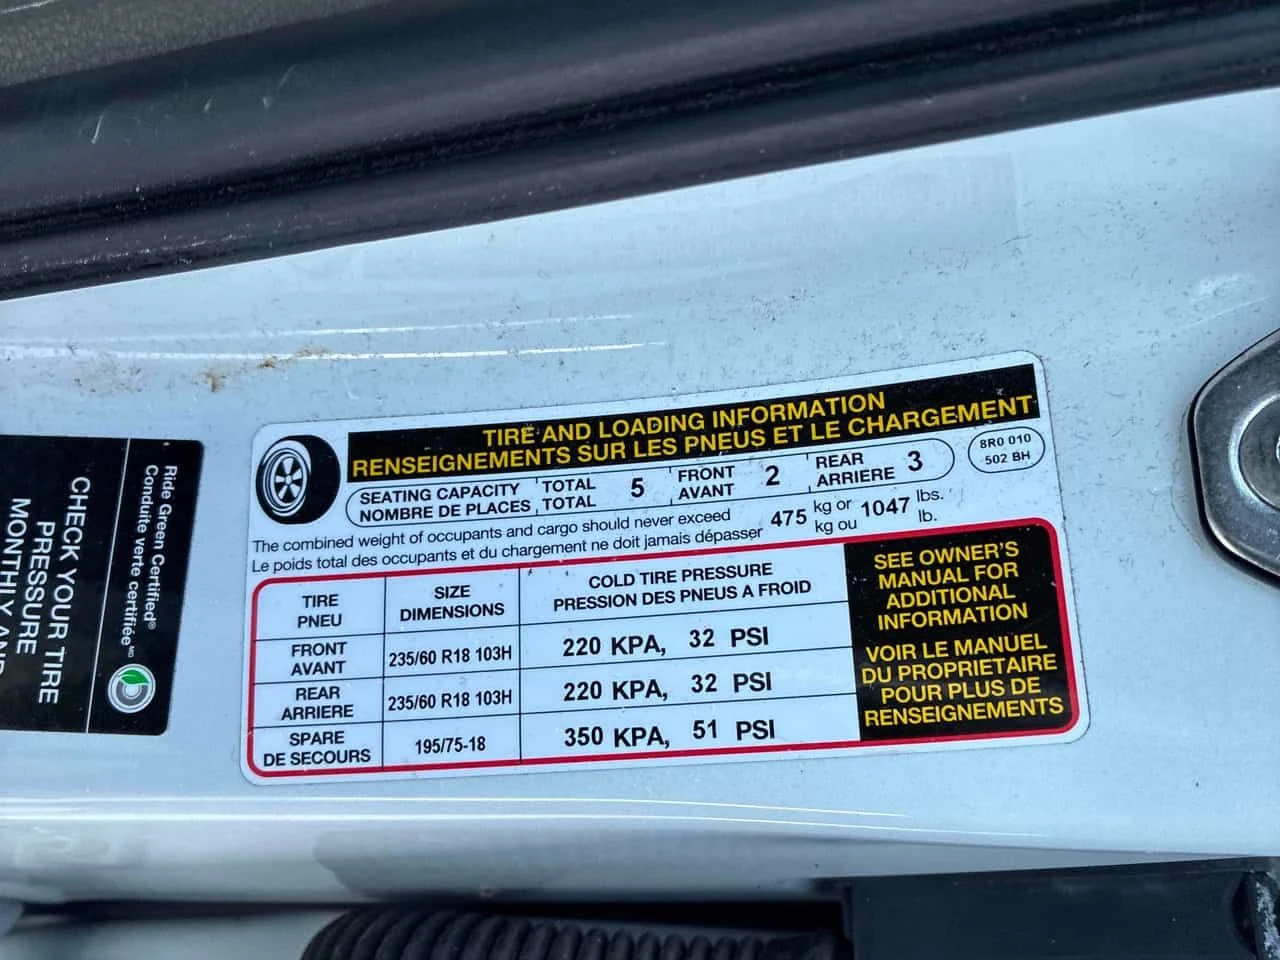 TIRE AND LOADING INFORMATION
RENSEIGNEMENTS SUR LES PNEUS ET LE CHARGEMENT
SEATING CAPACITY TOTAL 5 FRONT 2 REAR 3
NOMBRE DE PLACES TOTAL AVANT ARRIERE
8R0 010
502 BH
The combined weight of occupants and cargo should never exceed 475 kg or 1047 lbs.
Le poids total des occupants et du chargement ne doit jamais dépasser kg ou lb.
TIRE SIZE COLD TIRE PRESSURE
PNEU DIMENSIONS PRESSION DES PNEUS A FROID
FRONT
AVANT 235/60 R18 103H 220 KPA, 32 PSI
REAR
ARRIERE 235/60 R18 103H 220 KPA, 32 PSI
SPARE
DE SECOURS 195/75-18 350 KPA, 51 PSI
SEE OWNER'S
MANUAL FOR
ADDITIONAL
INFORMATION
VOIR LE MANUEL
DU PROPRIETAIRE
POUR PLUS DE
RENSEIGNEMENTS
Ride Green Certified®
Conduite verte certifiée MD
CHECK YOUR TIRE
PRESSURE
MONTHLY AND